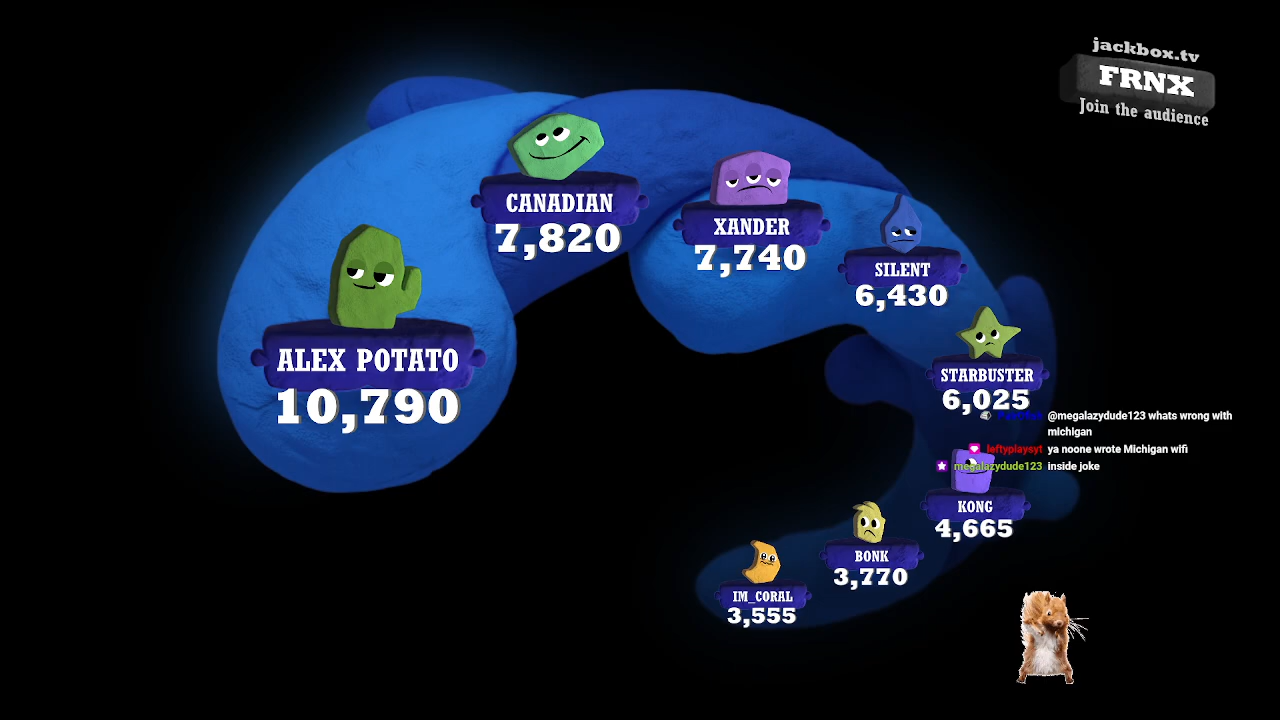 jackbox.tv
FRNX
Join the audience
CANADIAN
7,820
XANDER
7,740
SILENT
6,430
ALEX POTATO
10,790
STARBUSTER
6,025
@megalazydude123 whats wrong with
michigan
leftyplaysyt ya noone wrote Michigan wifi
megalazydude123 inside joke
KONG
4,665
BONK
3,770
IM_CORAL
3,555